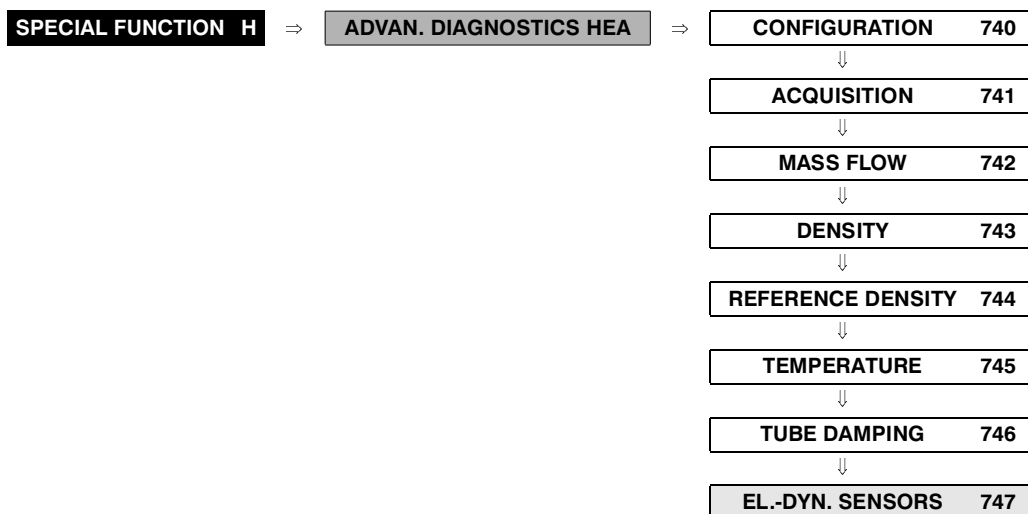 SPECIAL FUNCTION H ⇒ ADVAN. DIAGNOSTICS HEA ⇒ CONFIGURATION 740
⇓
ACQUISITION 741
⇓
MASS FLOW 742
⇓
DENSITY 743
⇓
REFERENCE DENSITY 744
⇓
TEMPERATURE 745
⇓
TUBE DAMPING 746
⇓
EL.-DYN. SENSORS 747